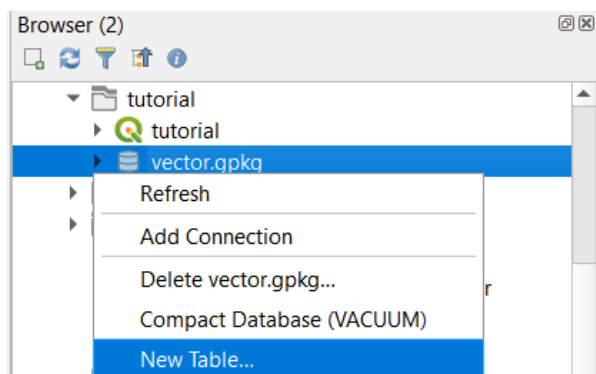 Browser (2)
tutorial
tutorial
vector.gpkg
Refresh
Add Connection
Delete vector.gpkg...
r
Compact Database (VACUUM)
New Table...